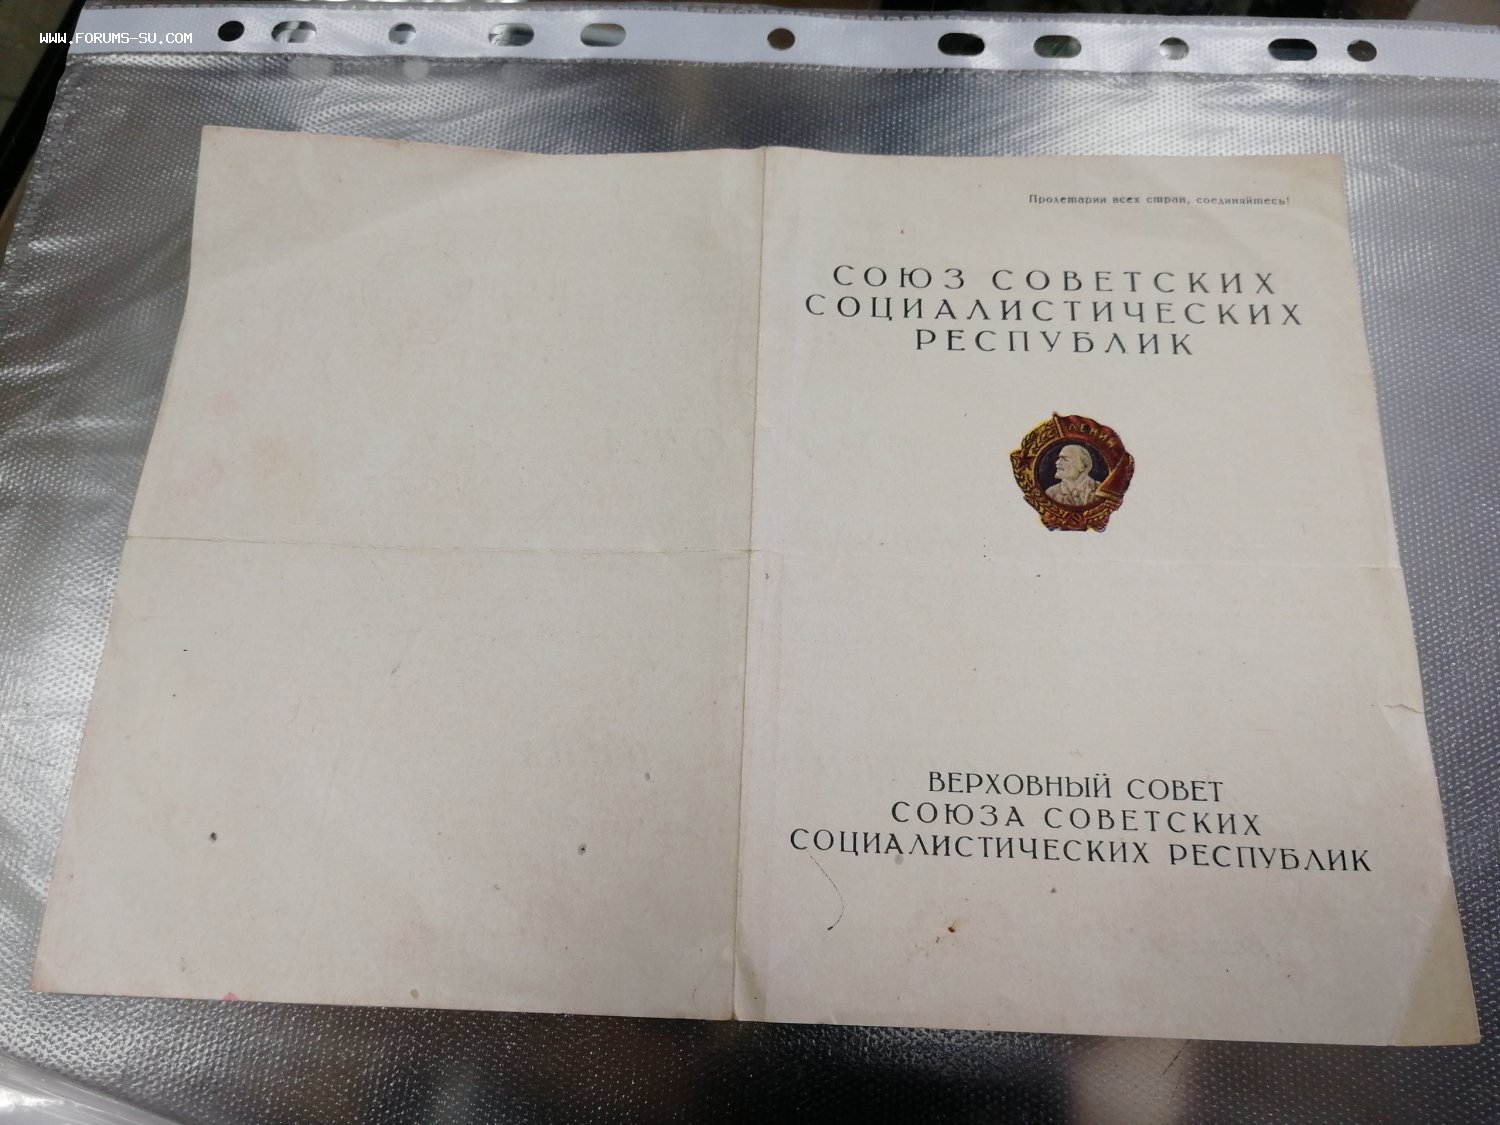 WWW.FORUMS-SU.COM
Пролетарии всех стран, соединяйтесь!
СОЮЗ СОВЕТСКИХ
СОЦИАЛИСТИЧЕСКИХ
РЕСПУБЛИК
ЛЕНИН
ВЕРХОВНЫЙ СОВЕТ
СОЮЗА СОВЕТСКИХ
СОЦИАЛИСТИЧЕСКИХ РЕСПУБЛИК